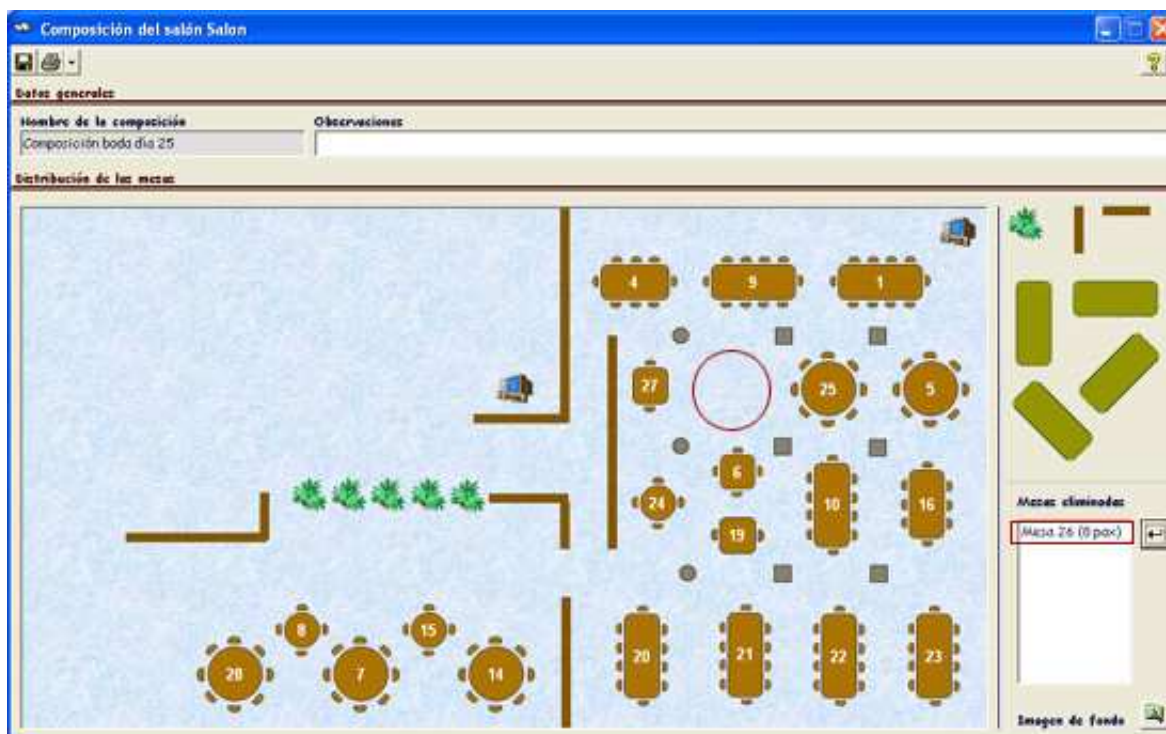 Composición del salón Salon
Datos generales
Nombre de la composición
Observaciones
Composición boda día 25
Distribución de las mesas
4
9
1
27
25
5
6
24
10
16
19
Mesas eliminadas
Mesa 26 (8 pax)
8
15
28
7
14
20
21
22
23
Imagen de fondo